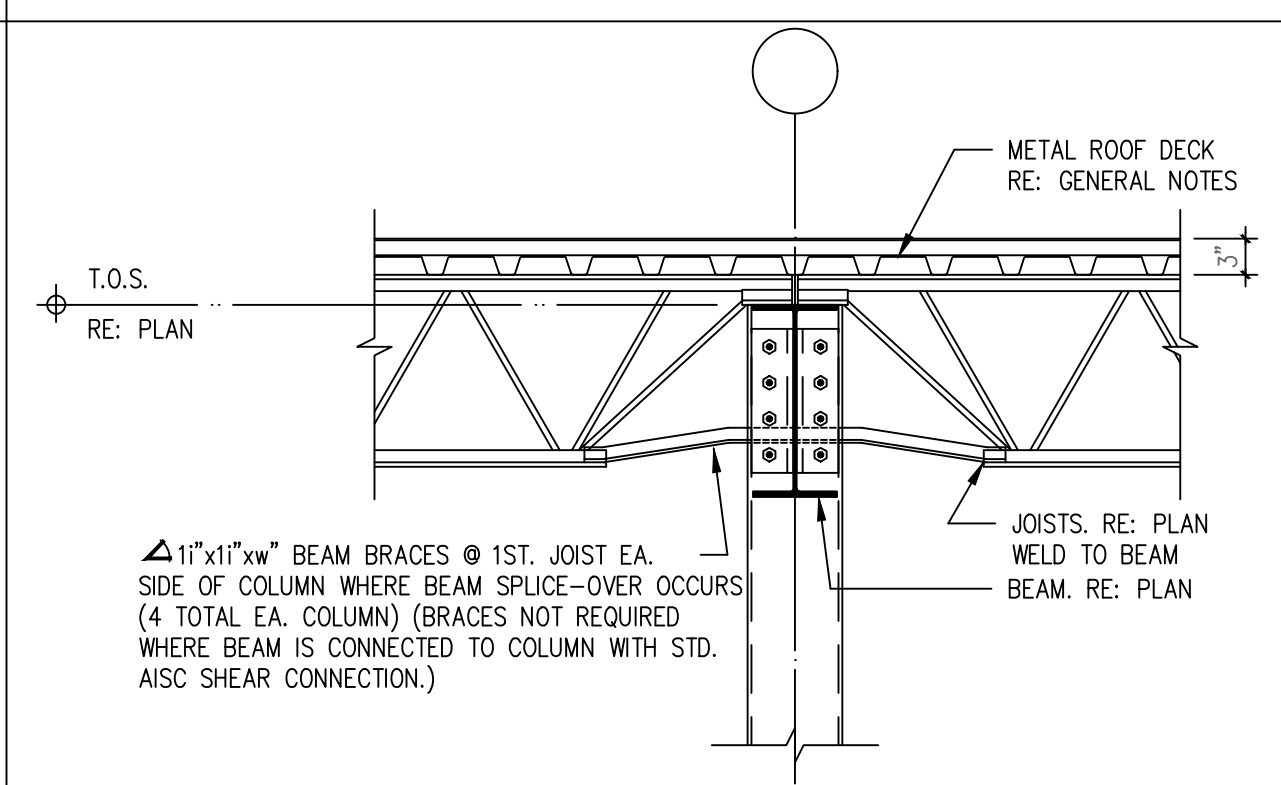 METAL ROOF DECK
RE: GENERAL NOTES
3"
T.O.S.
RE: PLAN
1i"x1i"xw" BEAM BRACES @ 1ST. JOIST EA.
SIDE OF COLUMN WHERE BEAM SPLICE-OVER OCCURS
(4 TOTAL EA. COLUMN) (BRACES NOT REQUIRED
WHERE BEAM IS CONNECTED TO COLUMN WITH STD.
AISC SHEAR CONNECTION.)
JOISTS. RE: PLAN
WELD TO BEAM
BEAM. RE: PLAN